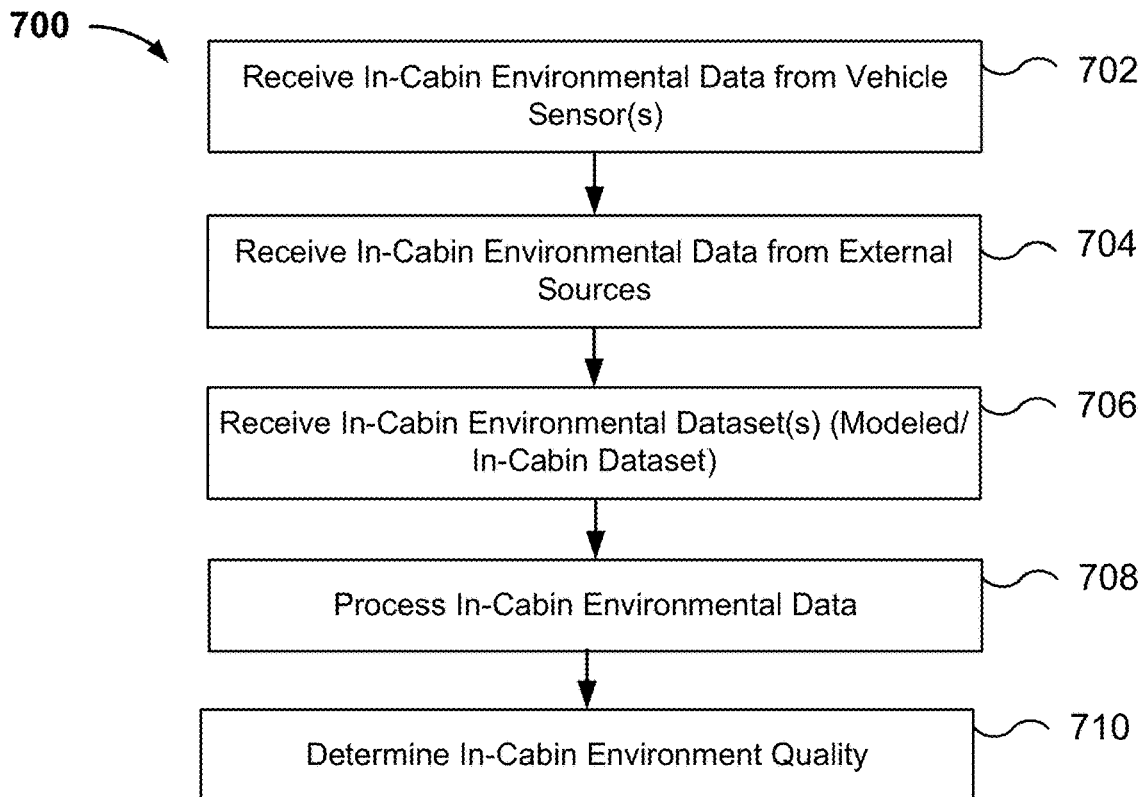 700
Receive In-Cabin Environmental Data from Vehicle
Sensor(s)
702
Receive In-Cabin Environmental Data from External
Sources
704
Receive In-Cabin Environmental Dataset(s) (Modeled/
In-Cabin Dataset)
706
Process In-Cabin Environmental Data
708
Determine In-Cabin Environment Quality
710